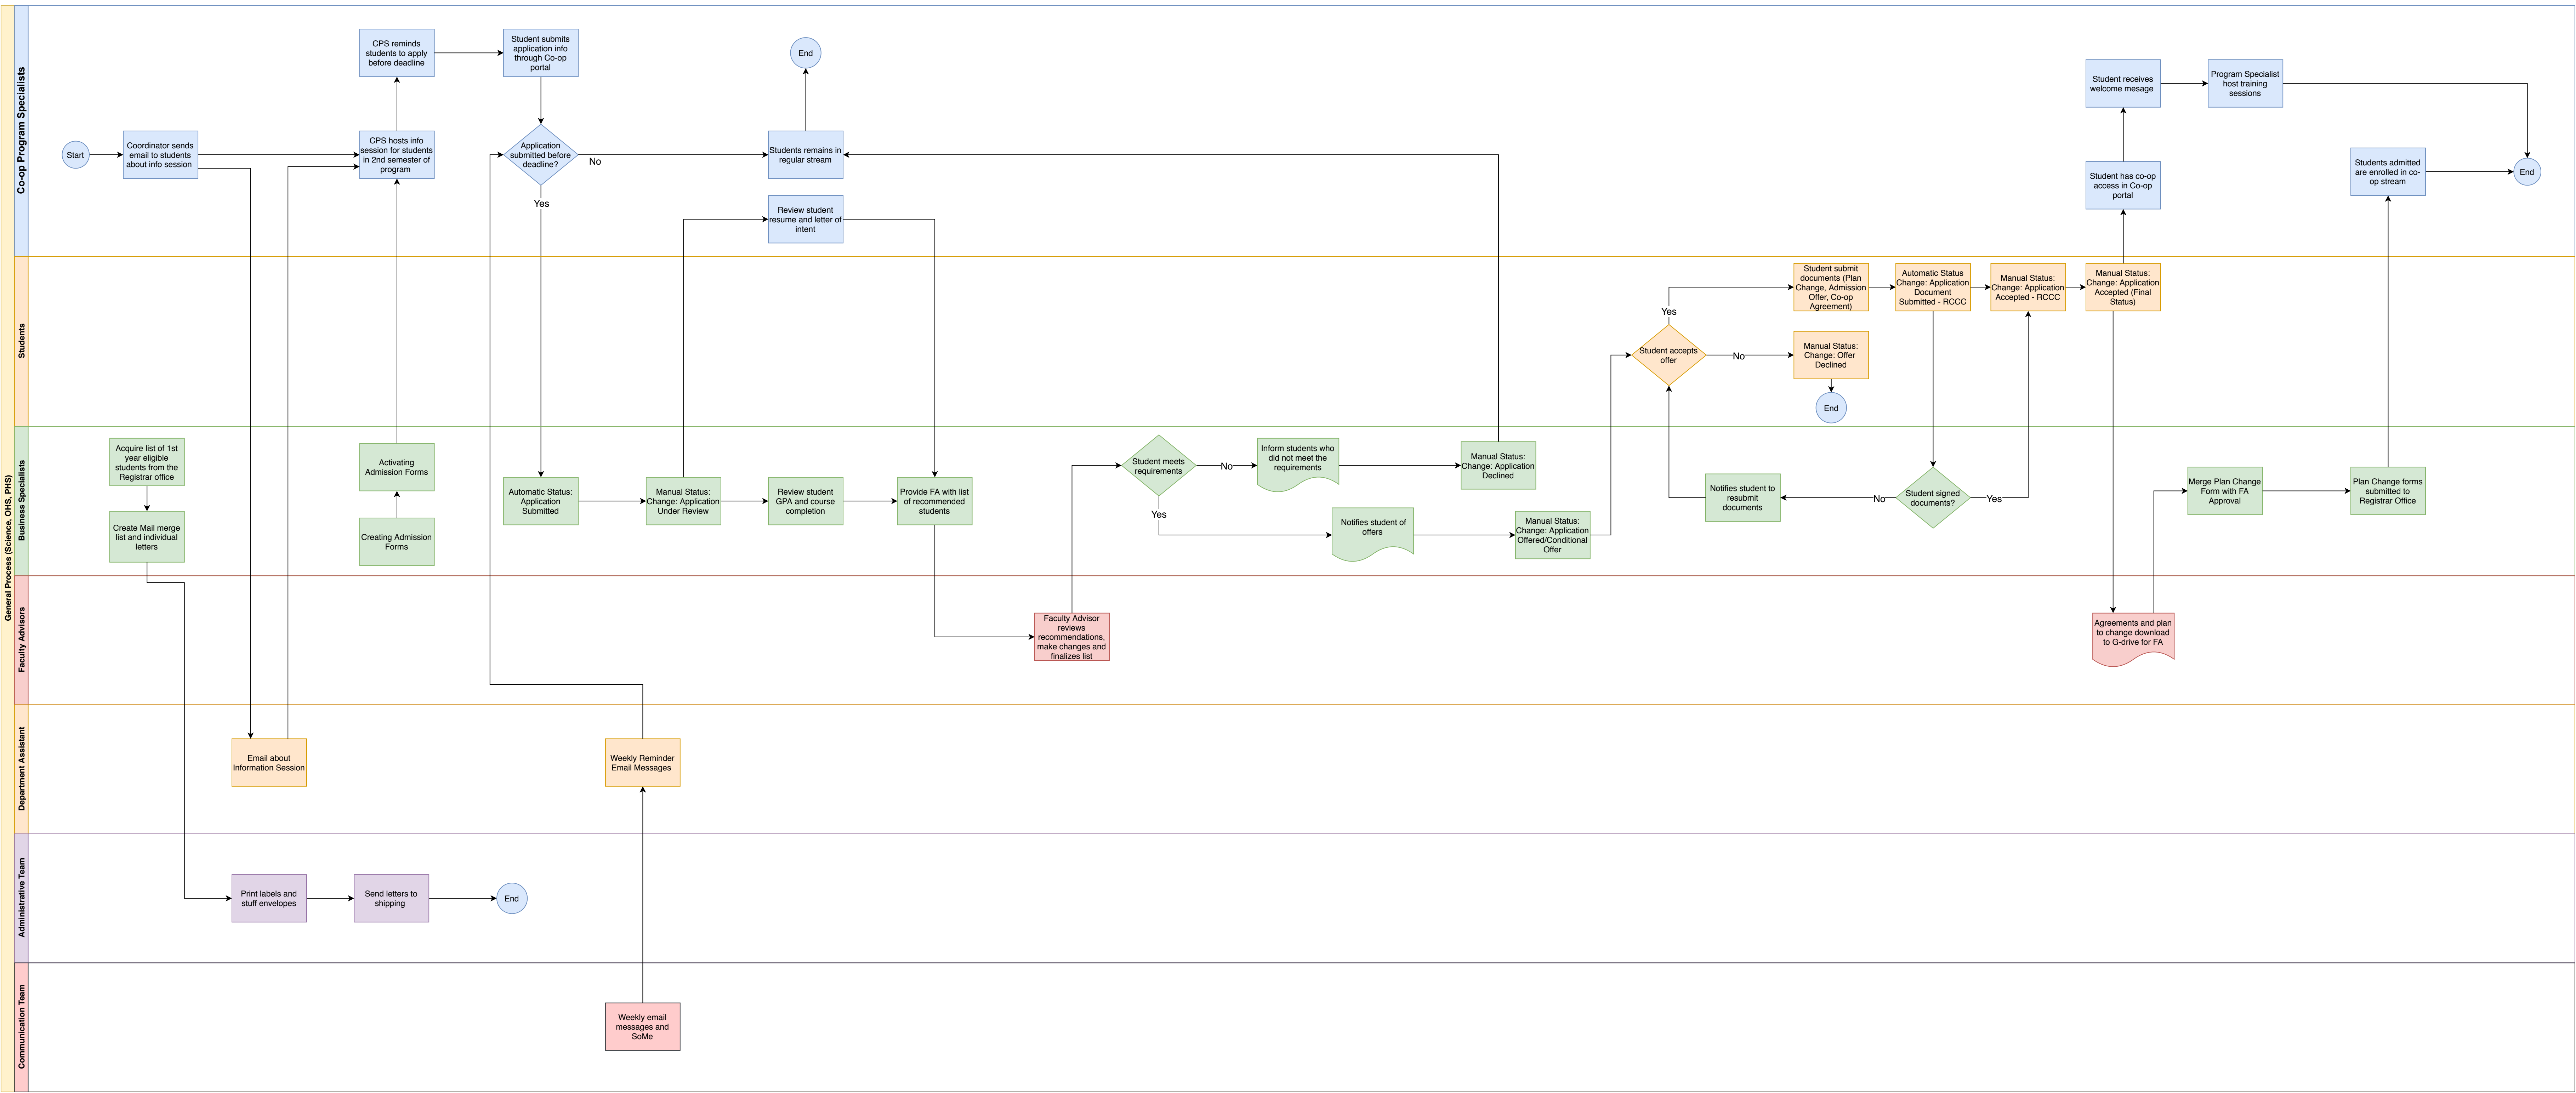 General Process (Science, OHS, PHS)
Co-op Program Specialists
Start
Coordinator sends
email to students
about info session
CPS reminds
students to apply
before deadline
CPS hosts info
session for students
in 2nd semester of
program
Student submits
application info
through Co-op
portal
Application
submitted before
deadline?
No
Yes
End
Students remains in
regular stream
Review student
resume and letter of
intent
Student receives
welcome mesage
Program Specialist
host training
sessions
Student has co-op
access in Co-op
portal
Students admitted
are enrolled in co-
op stream
End
Students
Student accepts
offer
Yes
No
Student submit
documents (Plan
Change, Admission
Offer, Co-op
Agreement)
Automatic Status
Change: Application
Document
Submitted - RCCC
Manual Status:
Change: Application
Accepted - RCCC
Manual Status:
Change: Application
Accepted (Final
Status)
Manual Status:
Change: Offer
Declined
End
Business Specialists
Acquire list of 1st
year eligible
students from the
Registrar office
Create Mail merge
list and individual
letters
Activating
Admission Forms
Creating Admission
Forms
Automatic Status:
Application
Submitted
Manual Status:
Change: Application
Under Review
Review student
GPA and course
completion
Provide FA with list
of recommended
students
Student meets
requirements
No
Yes
Inform students who
did not meet the
requirements
Manual Status:
Change: Application
Declined
Notifies student of
offers
Manual Status:
Change: Application
Offered/Conditional
Offer
Notifies student to
resubmit
documents
No
Student signed
documents?
Yes
Merge Plan Change
Form with FA
Approval
Plan Change forms
submitted to
Registrar Office
Faculty Advisors
Faculty Advisor
reviews
recommendations,
make changes and
finalizes list
Agreements and plan
to change download
to G-drive for FA
Department Assistant
Email about
Information Session
Weekly Reminder
Email Messages
Administrative Team
Print labels and
stuff envelopes
Send letters to
shipping
End
Communication Team
Weekly email
messages and
SoMe